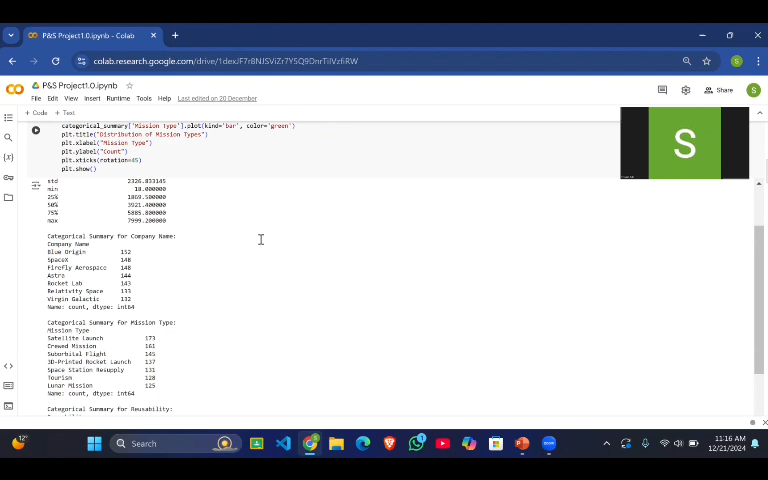 P&S Project1.0.ipynb - Colab
colab.research.google.com/drive/1dexJF7r8NJSViZr7YSQ9DnrTiIVzfiRW
S
P&S Project1.0.ipynb
File Edit View Insert Runtime Tools Help Last edited on 20 December
Share
S
+ Code + Text
categorical_summary['Mission Type'].plot(kind='bar', color='green')
plt.title("Distribution of Mission Types")
plt.xlabel("Mission Type")
plt.ylabel("Count")
plt.xticks(rotation=45)
plt.show()
S
std 2326.833145
min 18.000000
25% 1869.500000
50% 3921.400000
75% 5885.800000
max 7999.200000
Categorical Summary for Company Name:
Company Name
Blue Origin 152
SpaceX 148
Firefly Aerospace 148
Astra 144
Rocket Lab 143
Relativity Space 133
Virgin Galactic 132
Name: count, dtype: int64
Categorical Summary for Mission Type:
Mission Type
Satellite Launch 173
Crewed Mission 161
Suborbital Flight 145
3D-Printed Rocket Launch 137
Space Station Resupply 131
Tourism 128
Lunar Mission 125
Name: count, dtype: int64
Categorical Summary for Reusability:
12°
Search
11:16 AM
12/21/2024